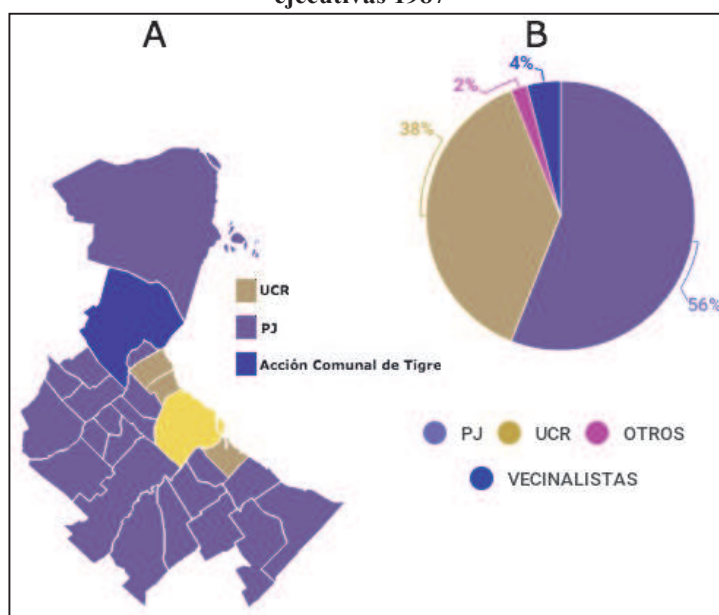 ejecutivas 1987
A
B
4%
2%
38%
56%
UCR
PJ
Acción Comunal de Tigre
PJ UCR OTROS
VECINALISTAS